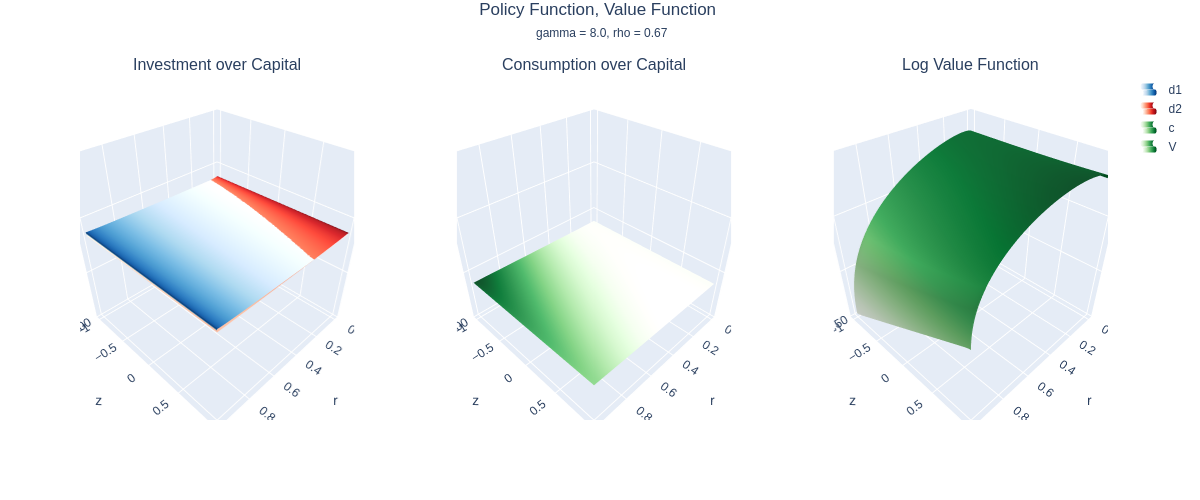 Policy Function, Value Function
gamma = 8.0, rho = 0.67
Investment over Capital
Consumption over Capital
Log Value Function
d1
d2
c
V
−0.5
0
0.5
z
0
0.2
0.4
0.6
0.8
r
−0.5
0
0.5
z
0
0.2
0.4
0.6
0.8
r
−0.5
0
0.5
z
0
0.2
0.4
0.6
0.8
r